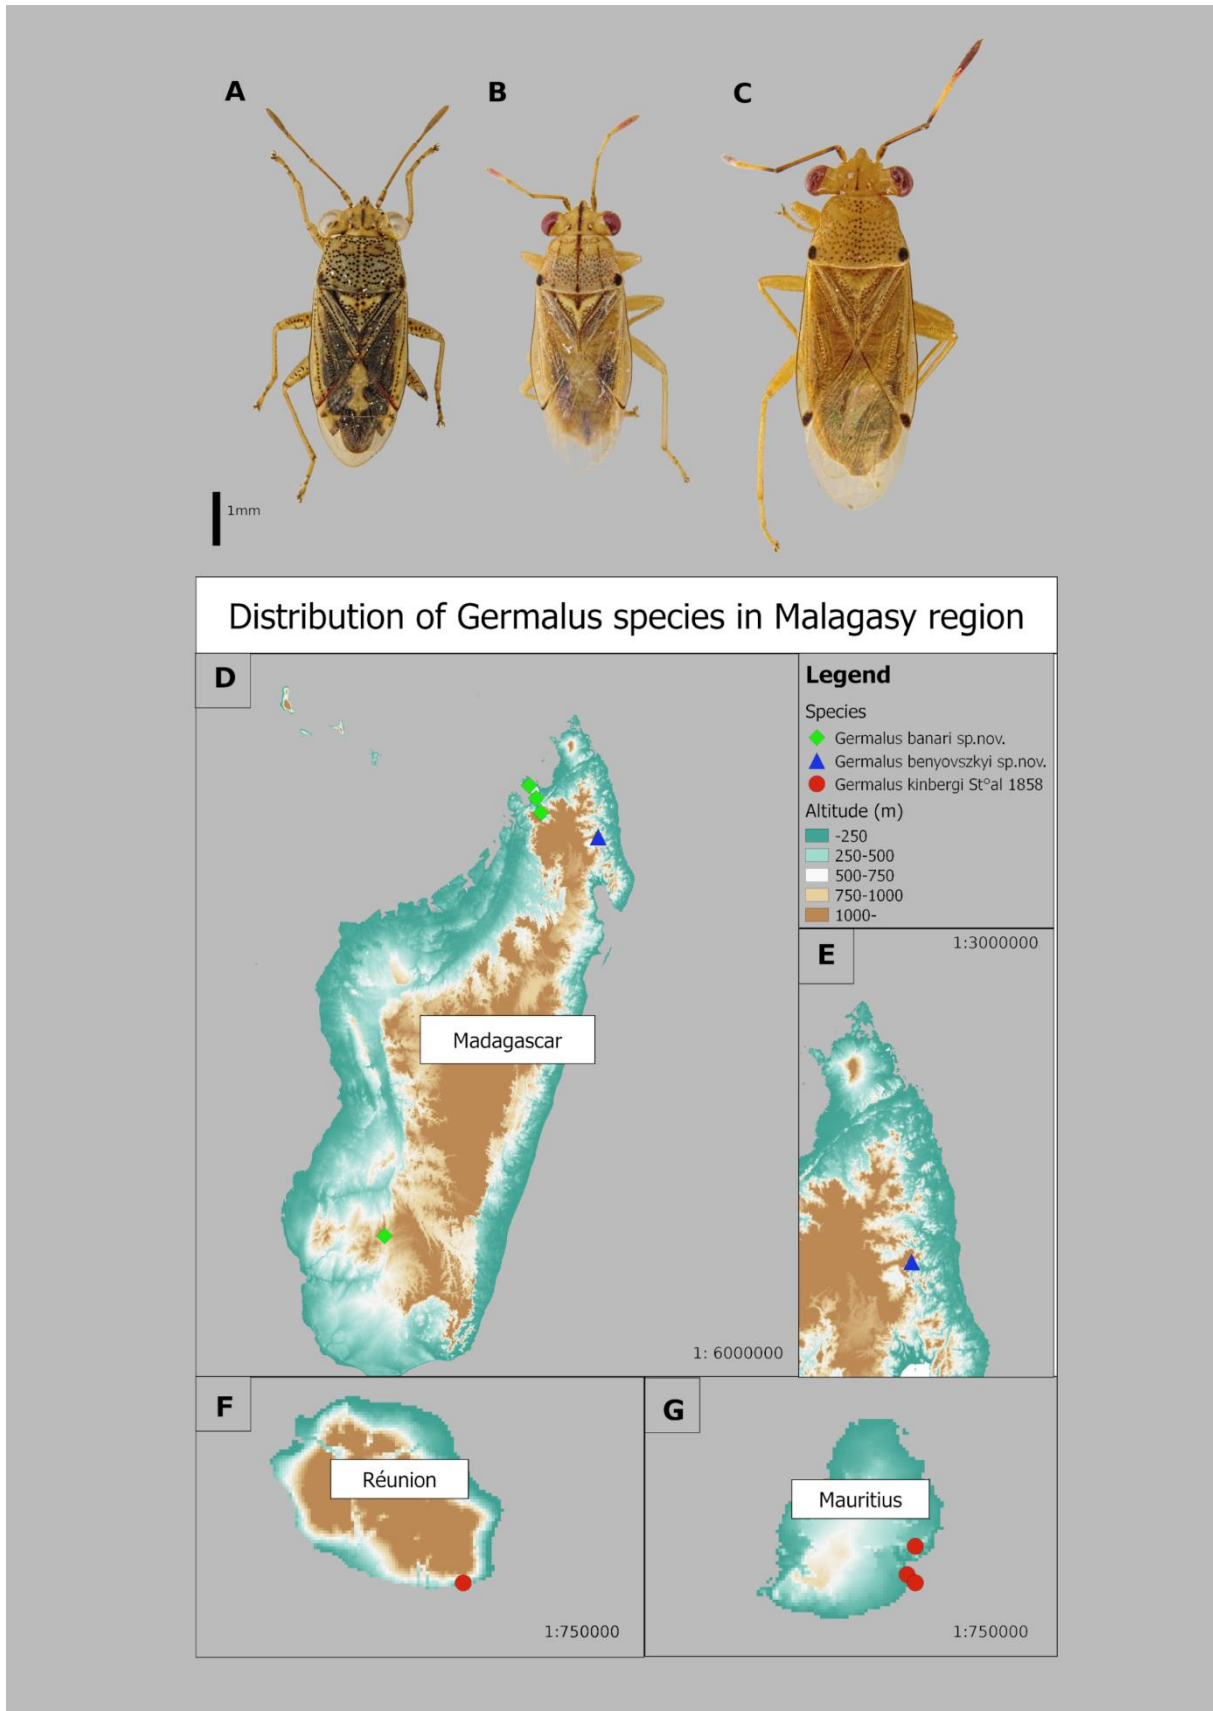 A
B
C
1mm
Distribution of Germalus species in Malagasy region
D
Legend
Species
Germalus banari sp.nov.
Germalus benyovszkyi sp.nov.
Germalus kinbergi St°al 1858
Altitude (m)
-250
250-500
500-750
750-1000
1000-
E
1:3000000
Madagascar
1: 6000000
F
Réunion
1:750000
G
Mauritius
1:750000